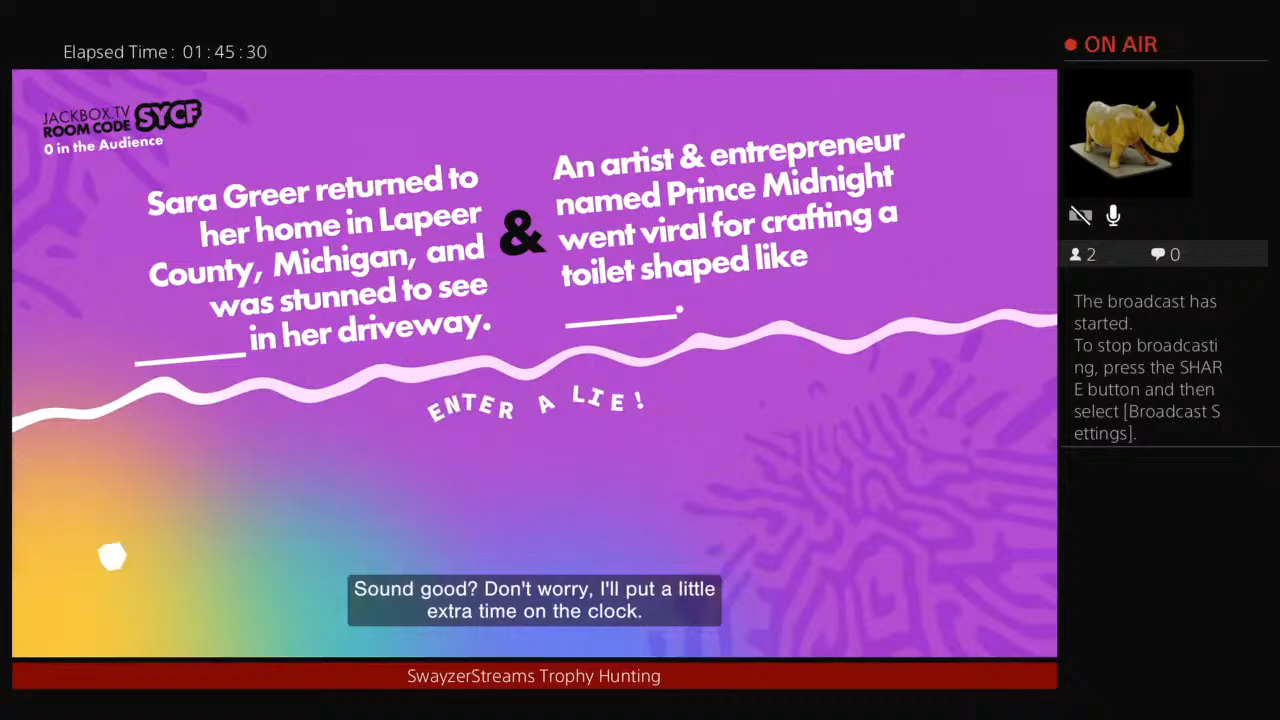 Elapsed Time: 01:45:30
ON AIR
JACKBOX.TV
ROOM CODE SYCF
0 in the Audience
Sara Greer returned to
her home in Lapeer
County, Michigan, and
was stunned to see
______ in her driveway.
&
An artist & entrepreneur
named Prince Midnight
went viral for crafting a
toilet shaped like
______.
ENTER A LIE!
Sound good? Don't worry, I'll put a little
extra time on the clock.
2
0
The broadcast has
started.
To stop broadcasti
ng, press the SHAR
E button and then
select [Broadcast S
ettings].
SwayzerStreams Trophy Hunting